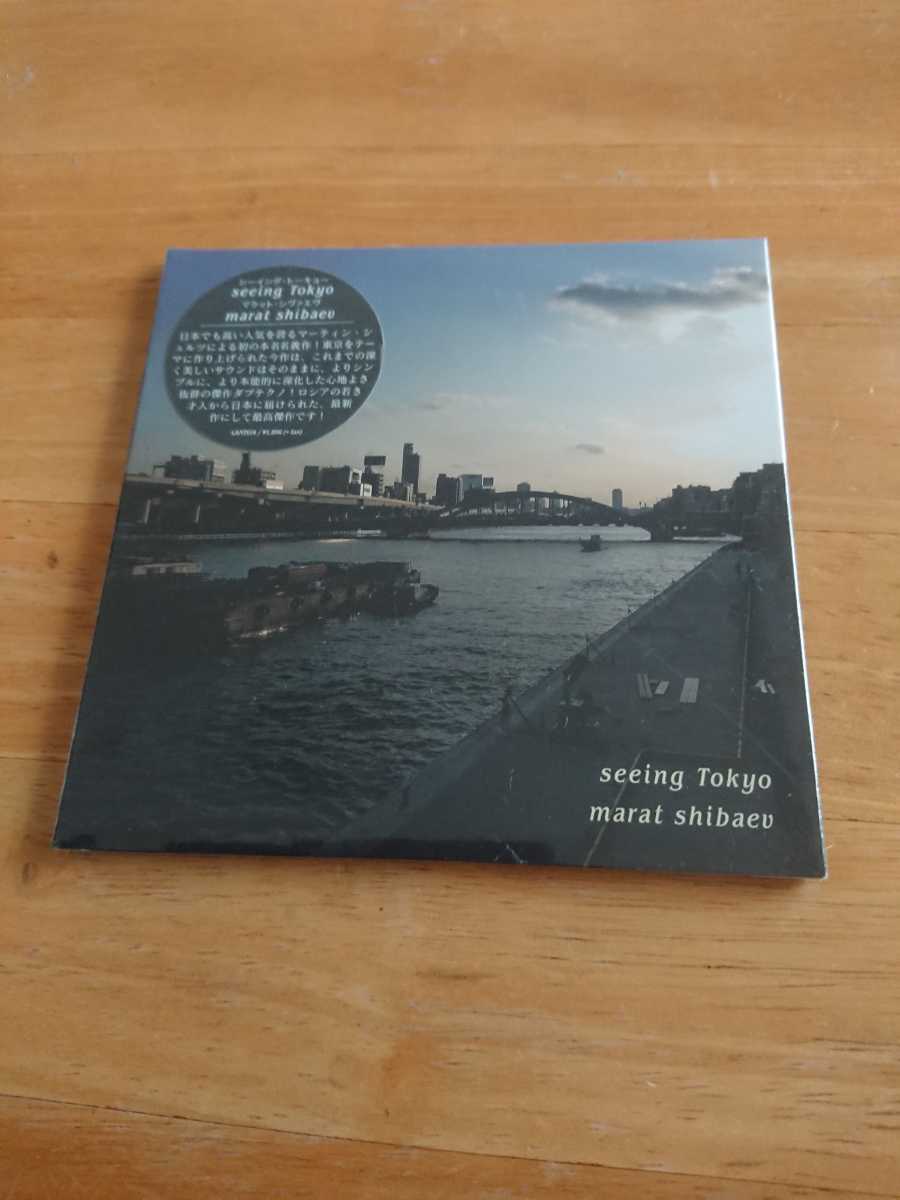 シーイング・トーキョー
seeing Tokyo
マラット・シヴァエヴ
marat shibaev
日本でも高い人気を誇るマーティン・シ
ュルツによる初の本名名義作！東京をテー
マに作り上げられた今作は、これまでの深
く美しいサウンドはそのままに、よりシン
プルに、より本能的に深化した心地よさ
抜群の傑作ダブテクノ！ロシアの若き
才人から日本に届けられた、最新
作にして最高傑作です！
seeing Tokyo
marat shibaev